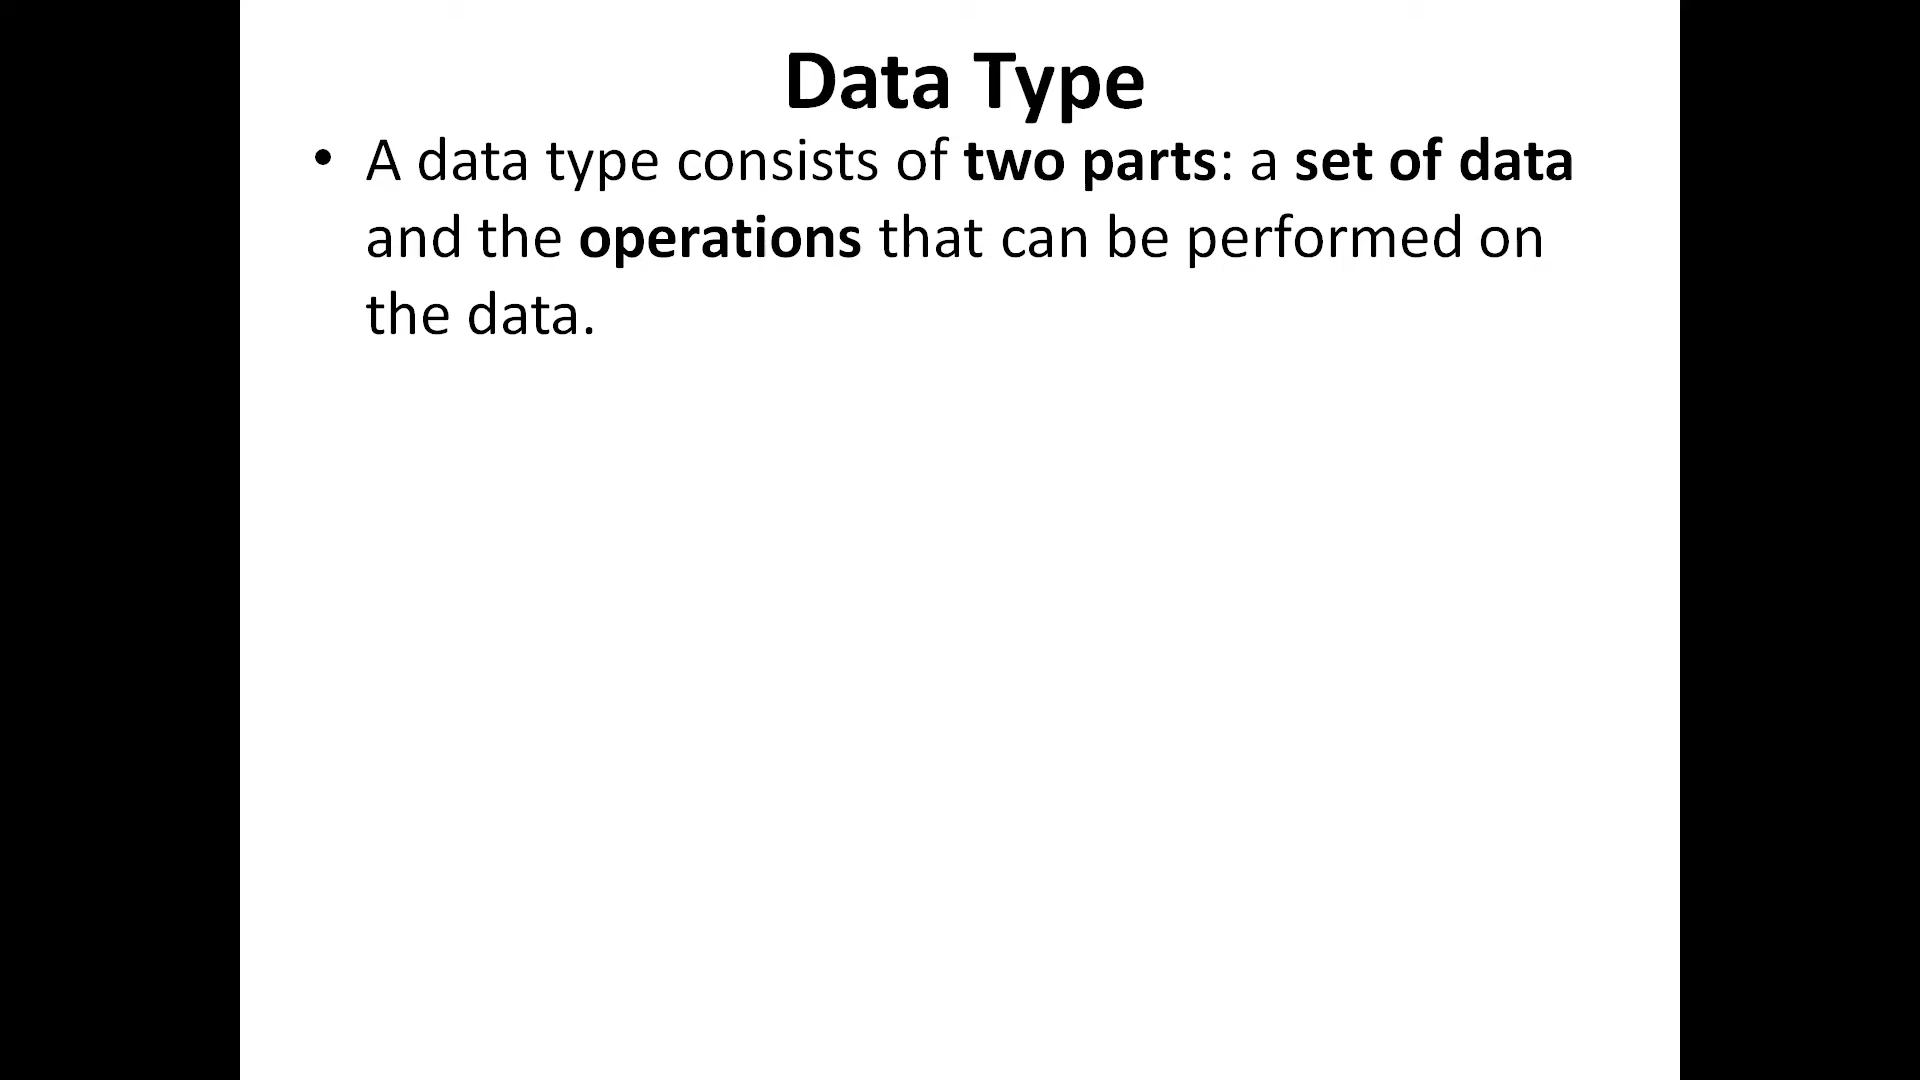 Data Type
• A data type consists of two parts: a set of data
and the operations that can be performed on
the data.